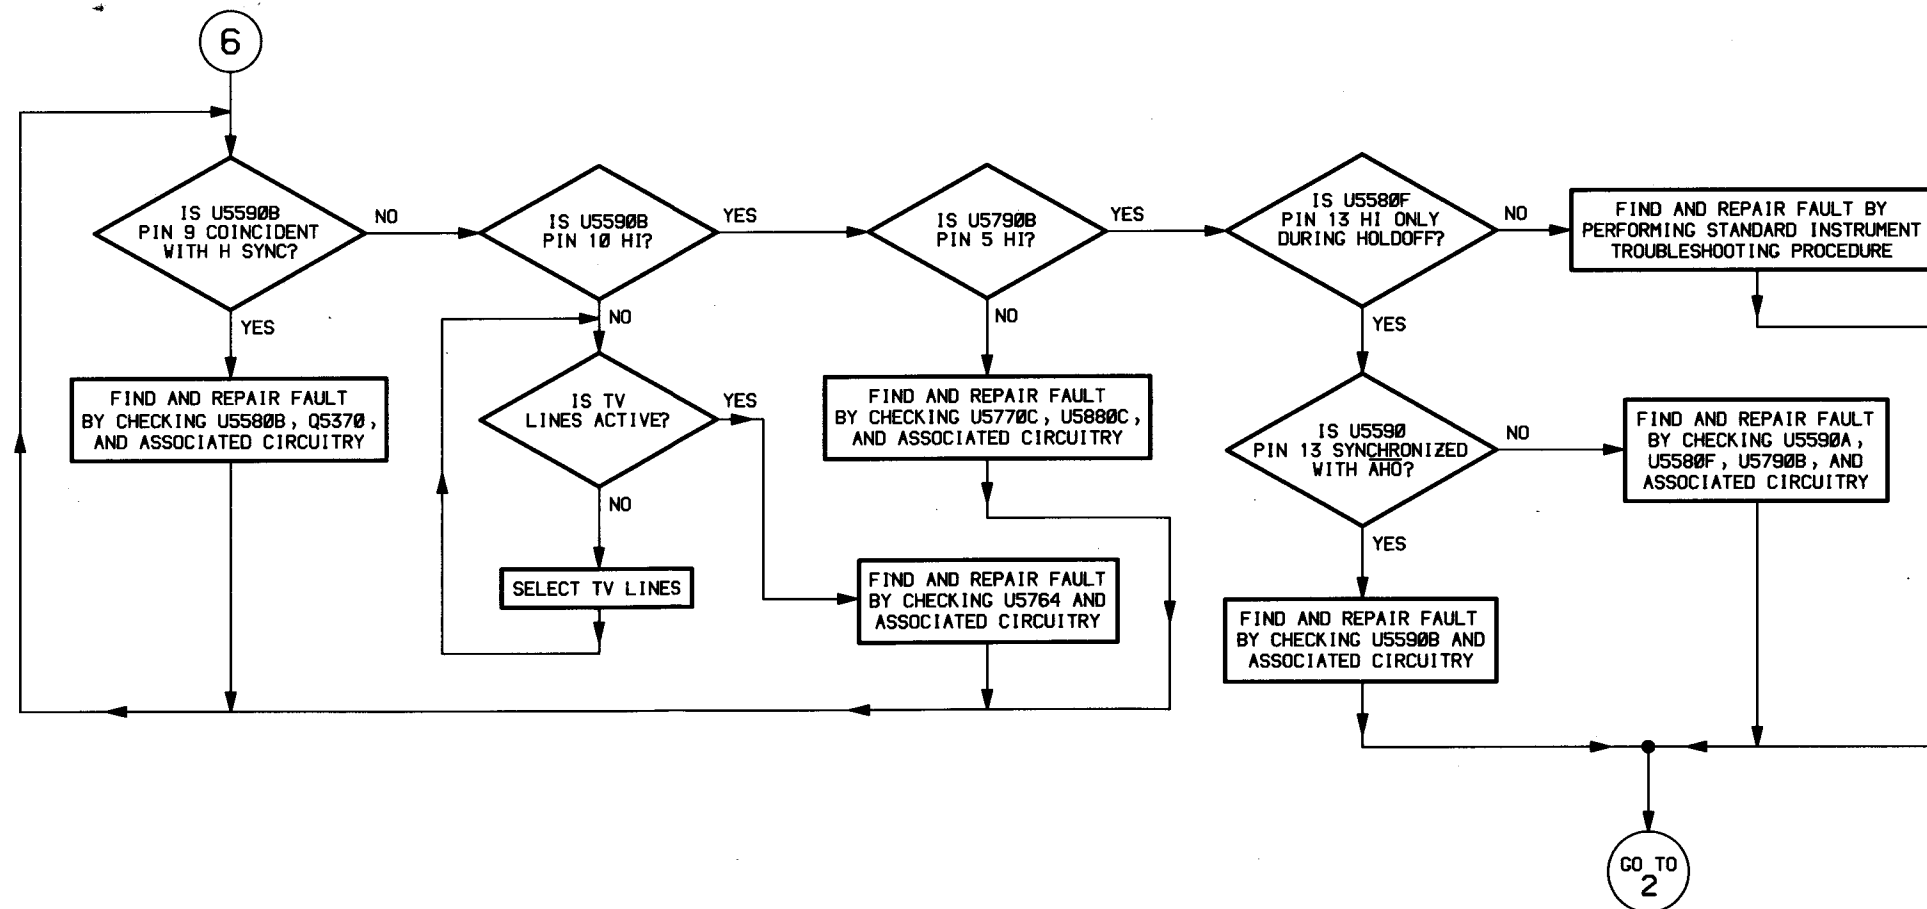 6
IS U5590B
PIN 9 COINCIDENT
WITH H SYNC?
NO
YES
FIND AND REPAIR FAULT
BY CHECKING U5580B, Q5370,
AND ASSOCIATED CIRCUITRY
IS U5590B
PIN 10 HI?
YES
NO
IS TV
LINES ACTIVE?
YES
NO
SELECT TV LINES
IS U5790B
PIN 5 HI?
YES
NO
FIND AND REPAIR FAULT
BY CHECKING U5770C, U5880C,
AND ASSOCIATED CIRCUITRY
FIND AND REPAIR FAULT
BY CHECKING U5764 AND
ASSOCIATED CIRCUITRY
IS U5580F
PIN 13 HI ONLY
DURING HOLDOFF?
NO
YES
FIND AND REPAIR FAULT BY
PERFORMING STANDARD INSTRUMENT
TROUBLESHOOTING PROCEDURE
IS U5590
PIN 13 SYNCHRONIZED
WITH AHO?
NO
YES
FIND AND REPAIR FAULT
BY CHECKING U5590A,
U5580F, U5790B, AND
ASSOCIATED CIRCUITRY
FIND AND REPAIR FAULT
BY CHECKING U5590B AND
ASSOCIATED CIRCUITRY
GO TO
2